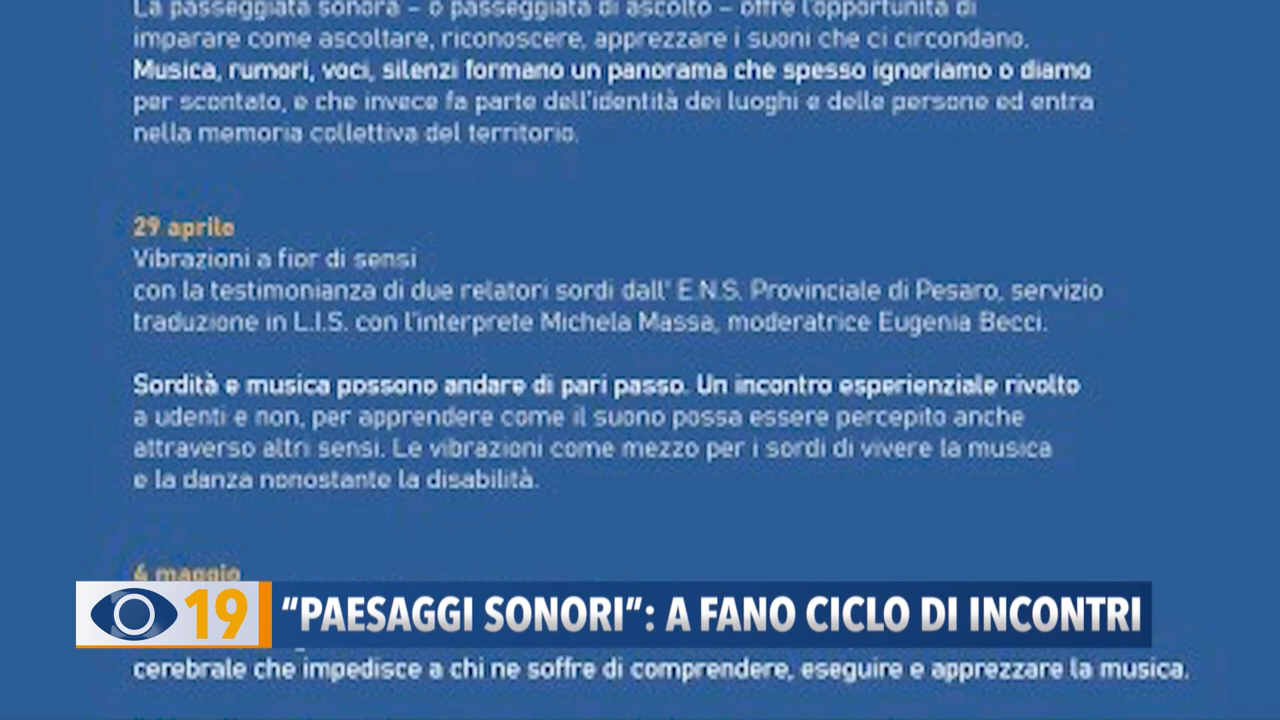 La passeggiata sonora – o passeggiata di ascolto – offre l'opportunità di
imparare come ascoltare, riconoscere, apprezzare i suoni che ci circondano.
Musica, rumori, voci, silenzi formano un panorama che spesso ignoriamo o diamo
per scontato, e che invece fa parte dell'identità dei luoghi e delle persone ed entra
nella memoria collettiva del territorio.
29 aprile
Vibrazioni a fior di sensi
con la testimonianza di due relatori sordi dall' E.N.S. Provinciale di Pesaro, servizio
traduzione in L.I.S. con l'interprete Michela Massa, moderatrice Eugenia Becci.
Sordità e musica possono andare di pari passo. Un incontro esperienziale rivolto
a udenti e non, per apprendere come il suono possa essere percepito anche
attraverso altri sensi. Le vibrazioni come mezzo per i sordi di vivere la musica
e la danza nonostante la disabilità.
4 maggio
19 “PAESAGGI SONORI”: A FANO CICLO DI INCONTRI
cerebrale che impedisce a chi ne soffre di comprendere, eseguire e apprezzare la musica.